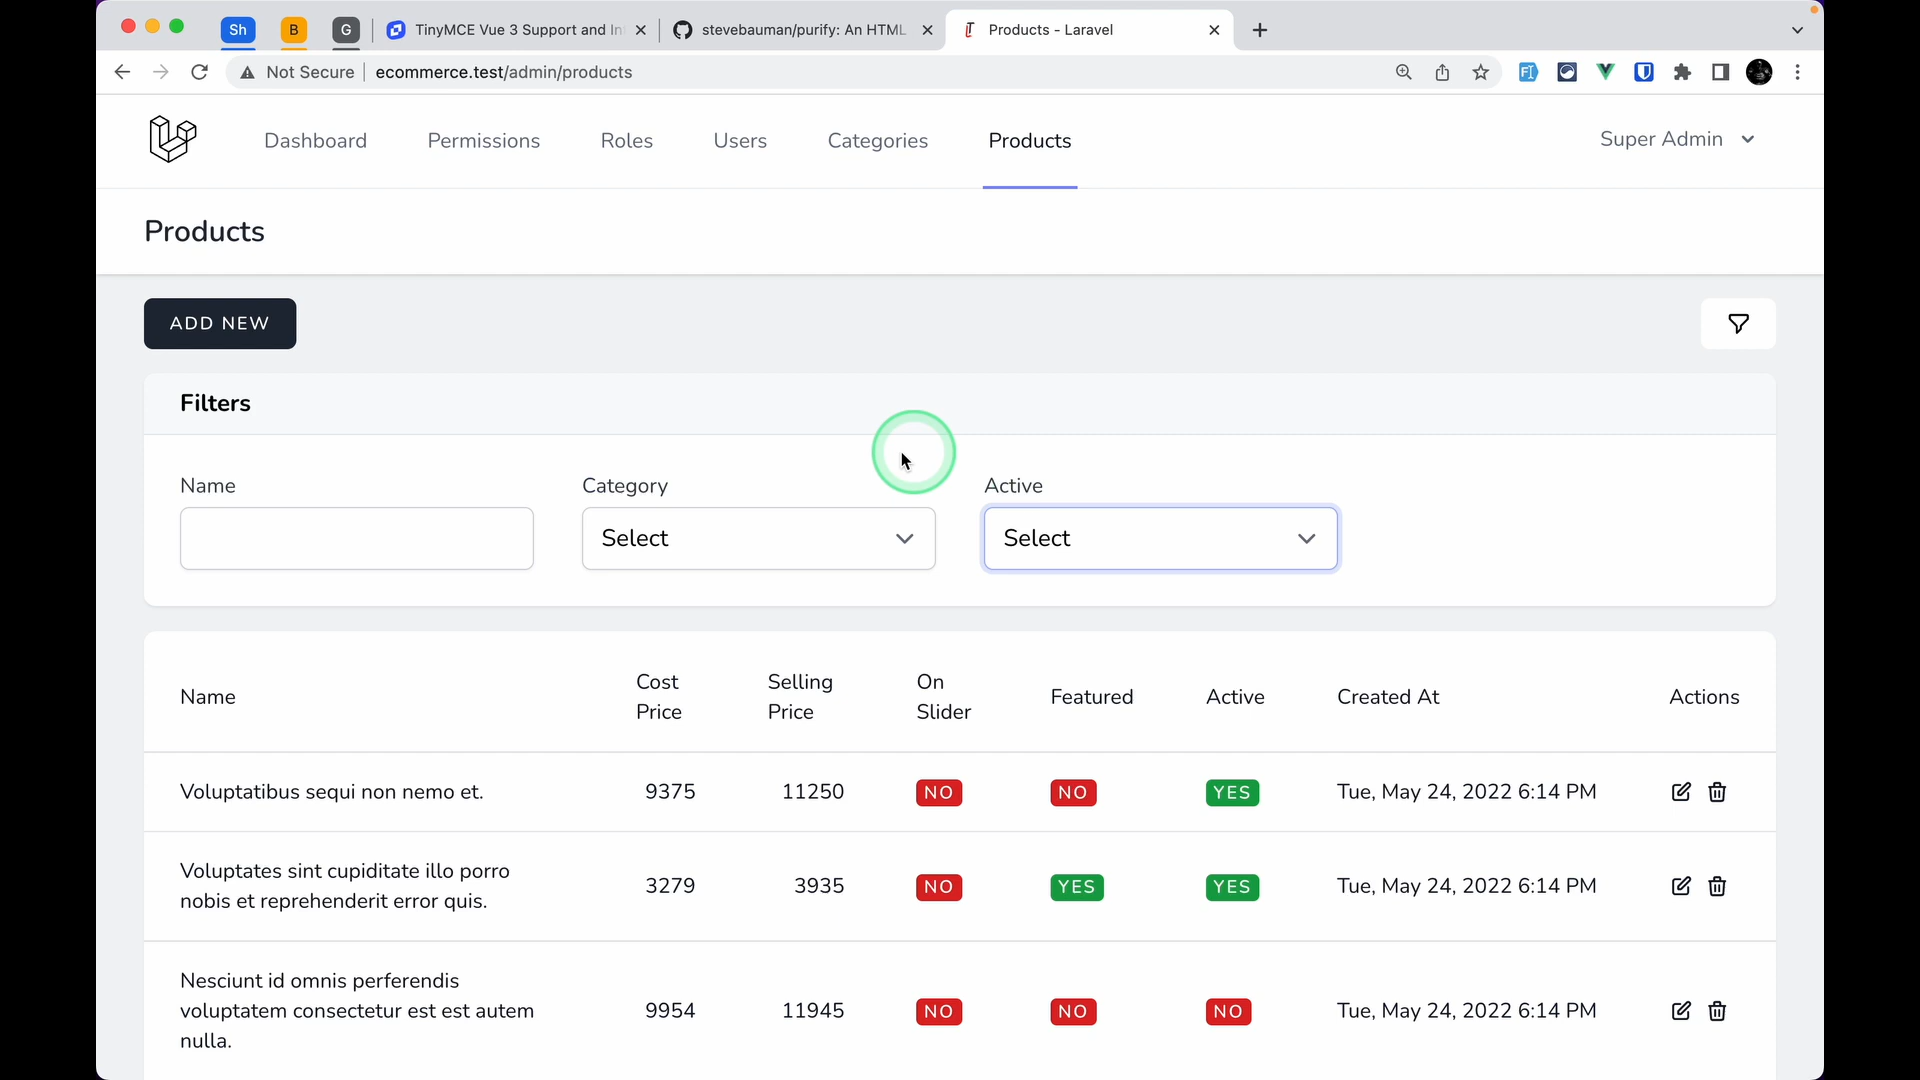 Sh
B
G
TinyMCE Vue 3 Support and In
stevebauman/purify: An HTML
Products - Laravel
Not Secure
ecommerce.test/admin/products
Dashboard
Permissions
Roles
Users
Categories
Products
Super Admin
Products
ADD NEW
Filters
Name
Category
Active
Select
Select
Name
Cost
Price
Selling
Price
On
Slider
Featured
Active
Created At
Actions
Voluptatibus sequi non nemo et.
9375
11250
NO
NO
YES
Tue, May 24, 2022 6:14 PM
Voluptates sint cupiditate illo porro
nobis et reprehenderit error quis.
3279
3935
NO
YES
YES
Tue, May 24, 2022 6:14 PM
Nesciunt id omnis perferendis
voluptatem consectetur est est autem
nulla.
9954
11945
NO
NO
NO
Tue, May 24, 2022 6:14 PM